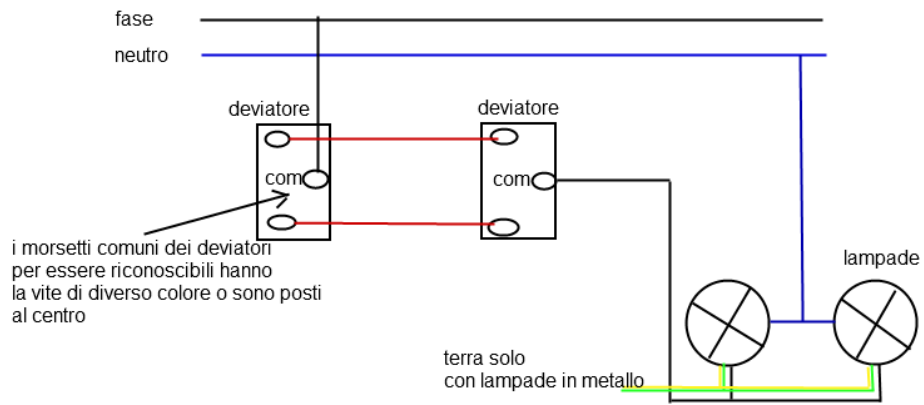 fase
neutro
deviatore
deviatore
com
com
i morsetti comuni dei deviatori
per essere riconoscibili hanno
la vite di diverso colore o sono posti
al centro
lampade
terra solo
con lampade in metallo